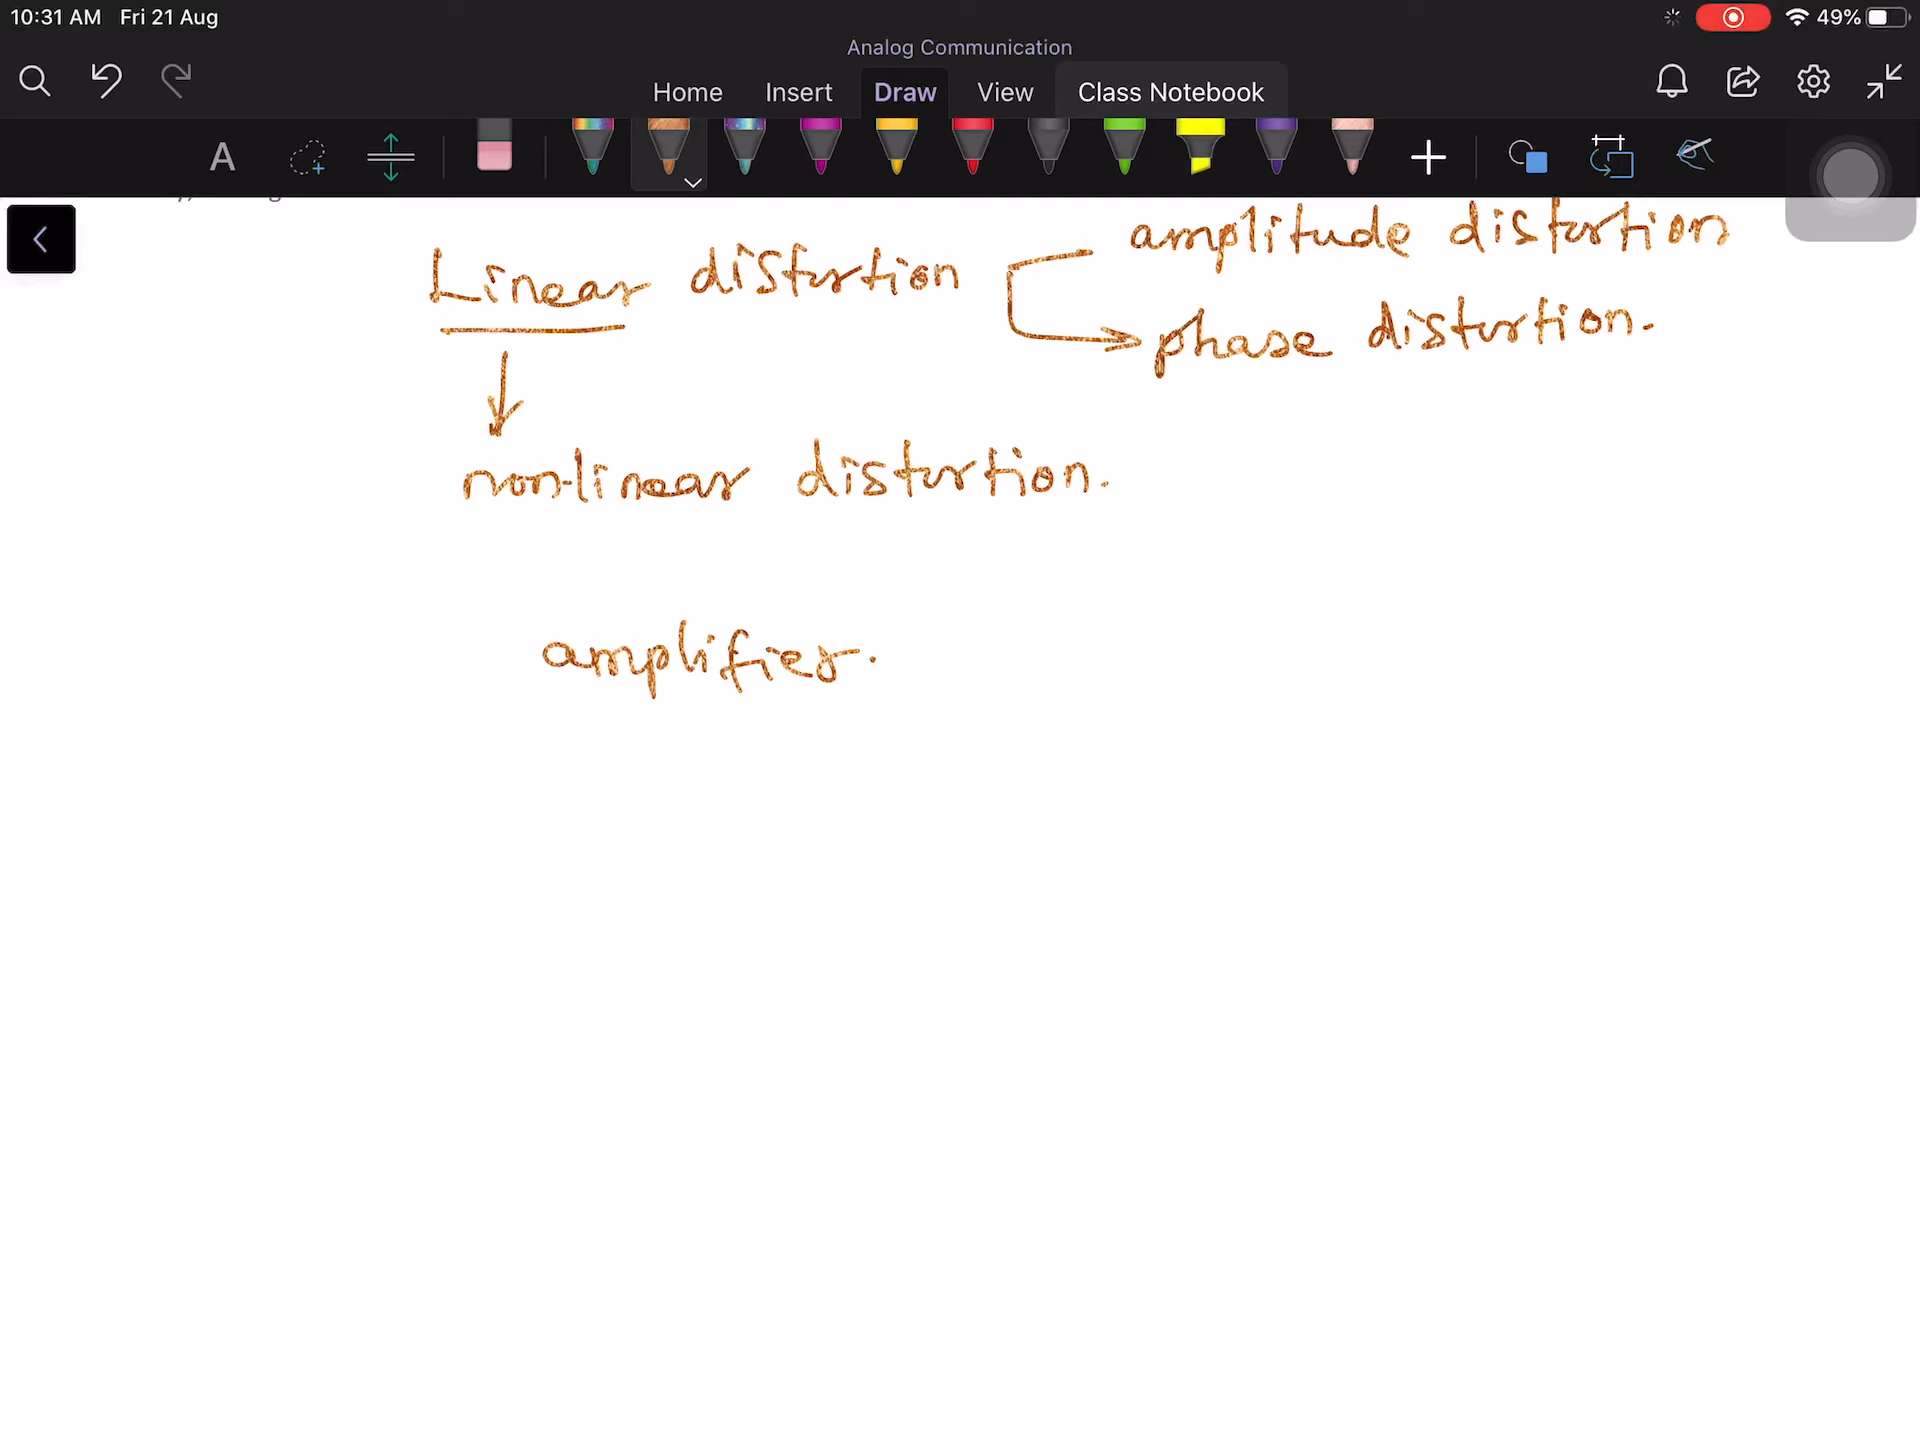 10:31 AM Fri 21 Aug
49%
Analog Communication
Home Insert Draw View Class Notebook
A
Linear distortion
amplitude distortion
phase distortion.
non-linear distortion.
amplifier.